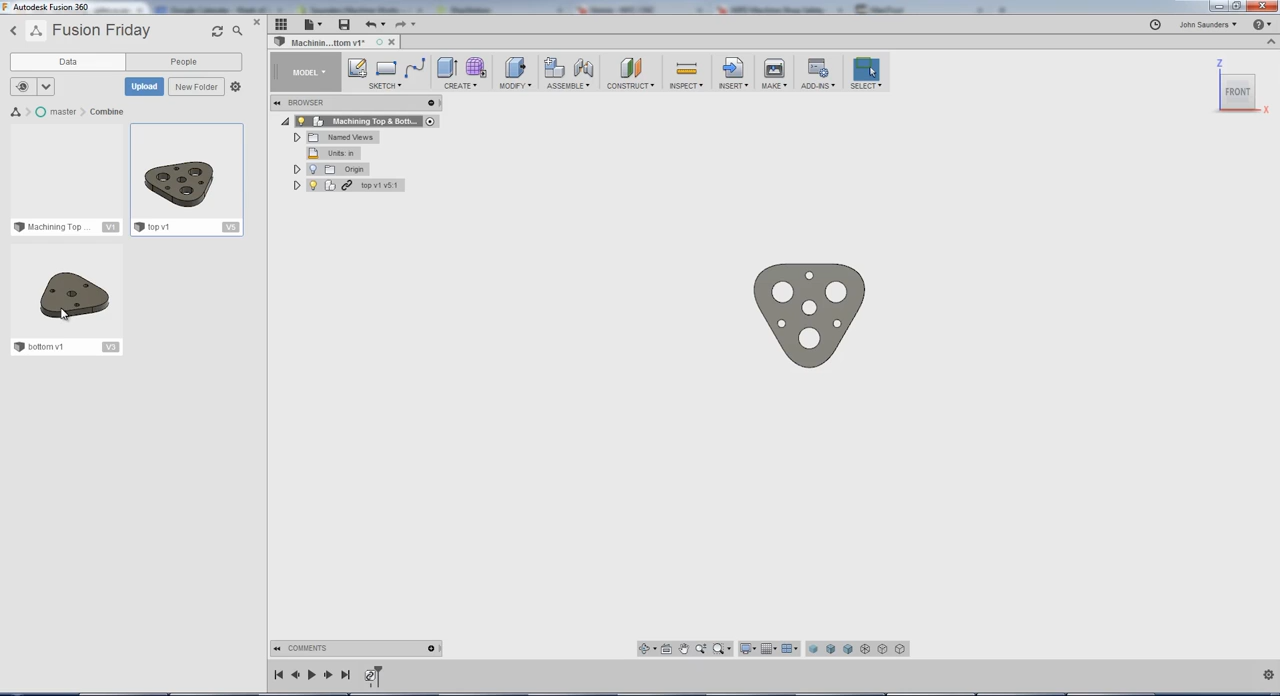 Autodesk Fusion 360
Fusion Friday
Data
People
Upload
New Folder
master
Combine
Machining Top ...
V1
top v1
V5
bottom v1
V3
John Saunders
Machinin...ttom v1*
MODEL
SKETCH
CREATE
MODIFY
ASSEMBLE
CONSTRUCT
INSPECT
INSERT
MAKE
ADD-INS
SELECT
BROWSER
Machining Top & Bott...
Named Views
Units: in
Origin
top v1 v5:1
Z
FRONT
X
COMMENTS